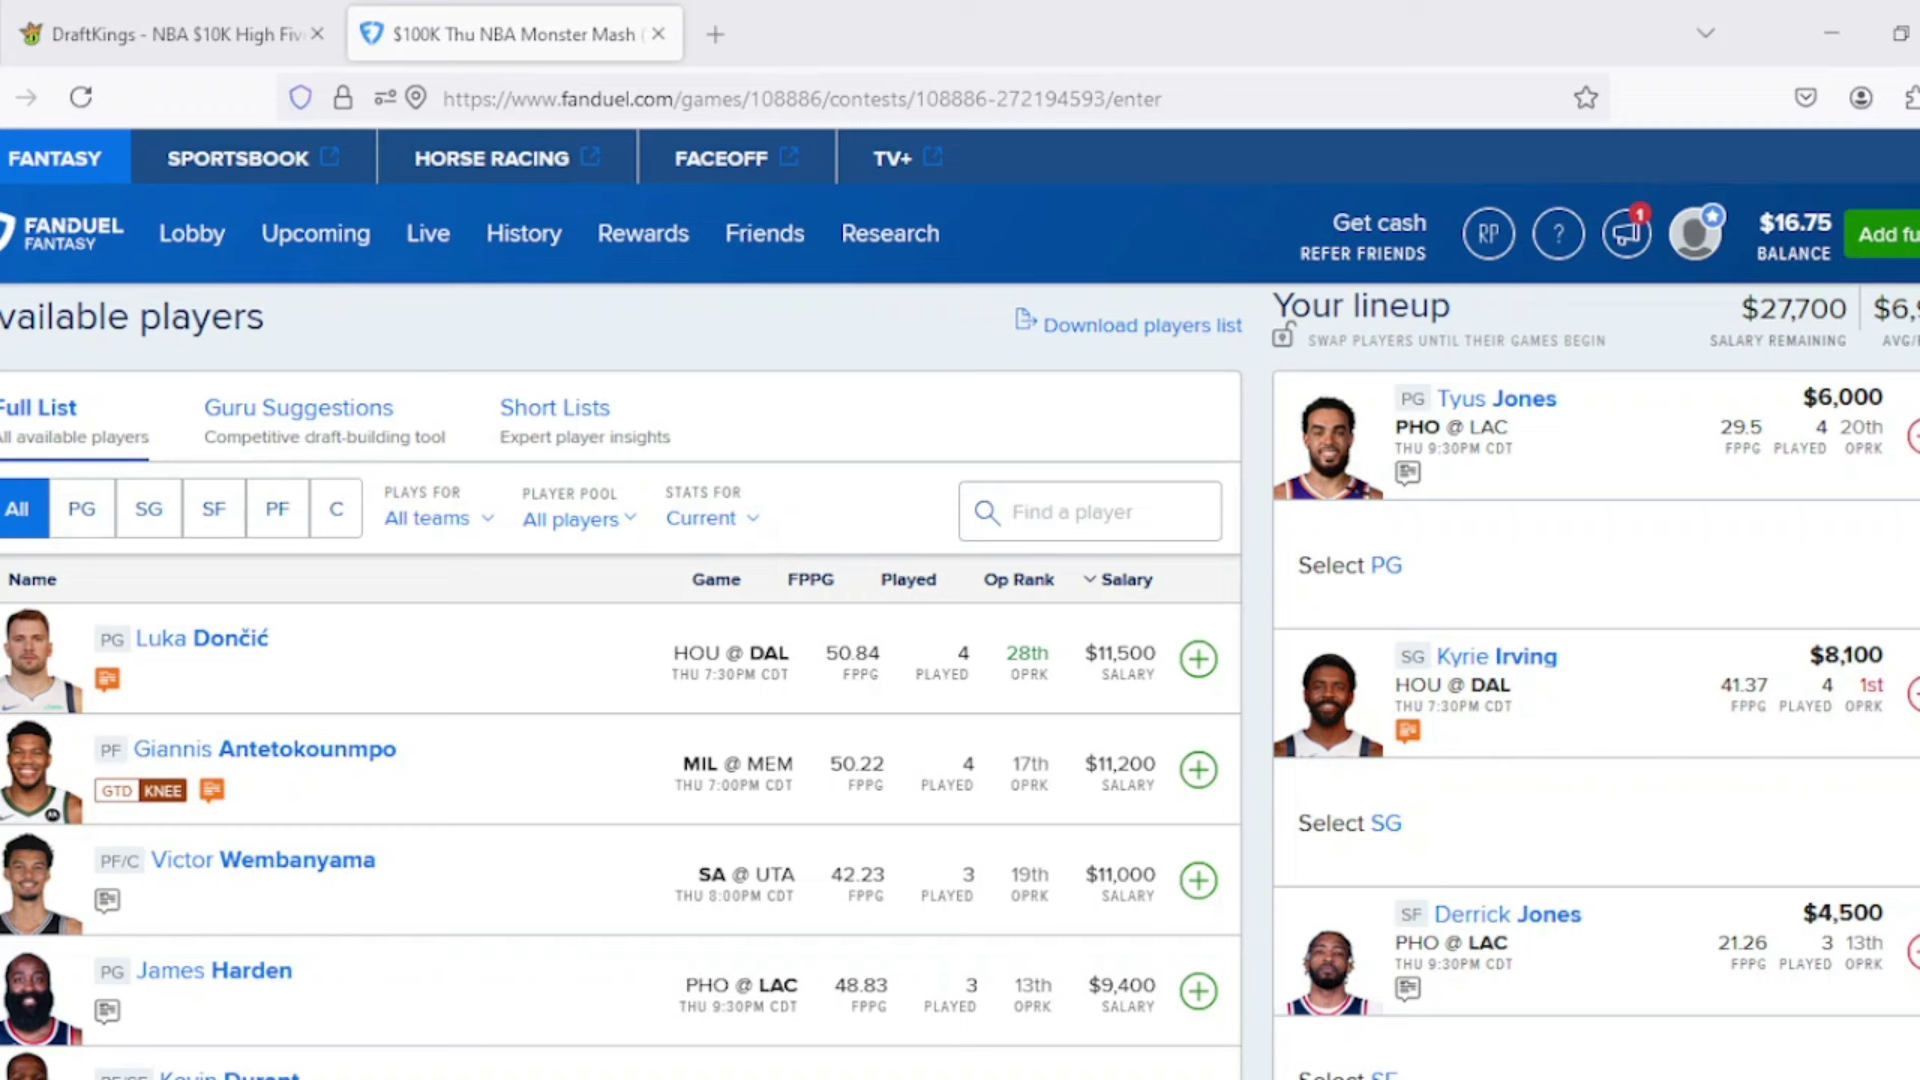 DraftKings - NBA $10K High Fiv
$100K Thu NBA Monster Mash (
https://www.fanduel.com/games/108886/contests/108886-272194593/enter
FANTASY
SPORTSBOOK
HORSE RACING
FACEOFF
TV+
FANDUEL
FANTASY
Lobby
Upcoming
Live
History
Rewards
Friends
Research
Get cash
REFER FRIENDS
RP
?
1
$16.75
BALANCE
Add fu
vailable players
Download players list
Your lineup
SWAP PLAYERS UNTIL THEIR GAMES BEGIN
$27,700
SALARY REMAINING
$6,9
AVG/
Full List
All available players
Guru Suggestions
Competitive draft-building tool
Short Lists
Expert player insights
All
PG
SG
SF
PF
C
PLAYS FOR
All teams
PLAYER POOL
All players
STATS FOR
Current
Find a player
Name
Game
FPPG
Played
Op Rank
Salary
PG Luka Dončić
HOU @ DAL
THU 7:30PM CDT
50.84
FPPG
4
PLAYED
28th
OPRK
$11,500
SALARY
PF Giannis Antetokounmpo
GTD KNEE
MIL @ MEM
THU 7:00PM CDT
50.22
FPPG
4
PLAYED
17th
OPRK
$11,200
SALARY
PF/C Victor Wembanyama
SA @ UTA
THU 8:00PM CDT
42.23
FPPG
3
PLAYED
19th
OPRK
$11,000
SALARY
PG James Harden
PHO @ LAC
THU 9:30PM CDT
48.83
FPPG
3
PLAYED
13th
OPRK
$9,400
SALARY
Kevin Durant
PG Tyus Jones
PHO @ LAC
THU 9:30PM CDT
$6,000
29.5 4 20th
FPPG PLAYED OPRK
Select PG
SG Kyrie Irving
HOU @ DAL
THU 7:30PM CDT
$8,100
41.37 4 1st
FPPG PLAYED OPRK
Select SG
SF Derrick Jones
PHO @ LAC
THU 9:30PM CDT
$4,500
21.26 3 13th
FPPG PLAYED OPRK
Select SF